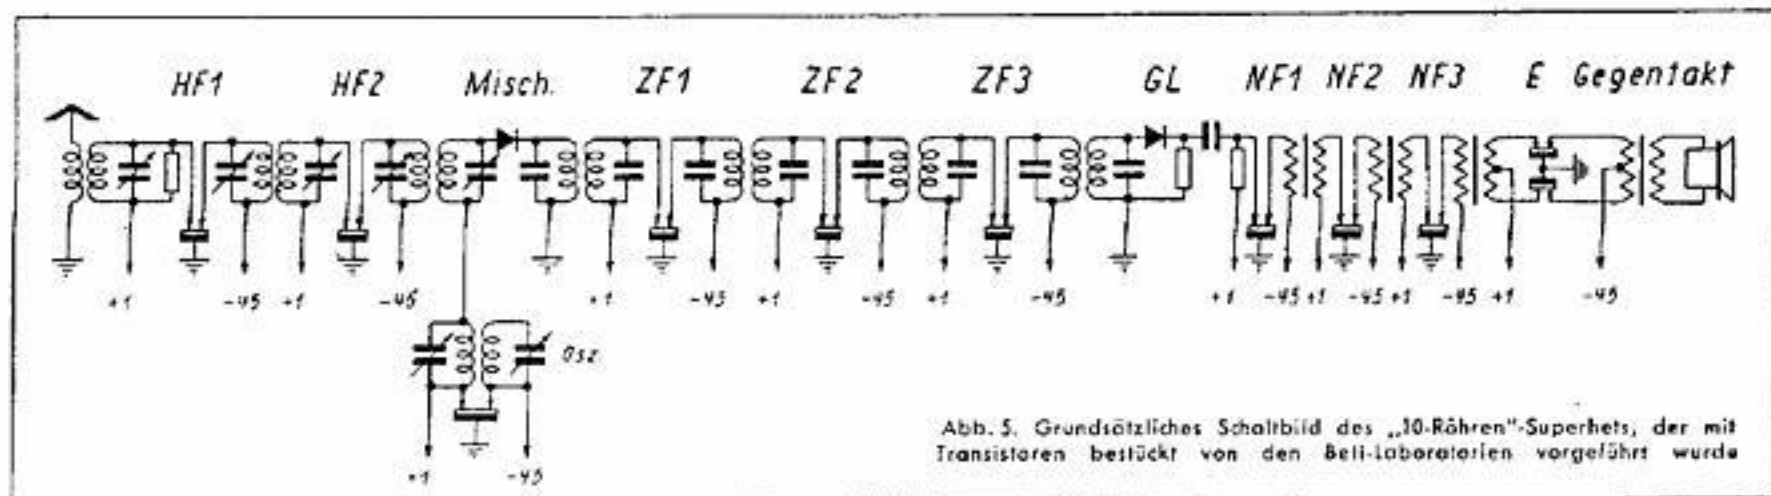 HF1 HF2 Misch. ZF1 ZF2 ZF3 GL NF1 NF2 NF3 E Gegentakt
+1 -45 +1 -45 +1 -45 +1 -45 +1 -45 +1 -45 +1 -45 +1 -45 +1 -45
Osz
+1 -45
Abb. 5. Grundsätzliches Schaltbild des „10-Röhren"-Superhets, der mit
Transistoren bestückt von den Bell-Laboratorien vorgeführt wurde